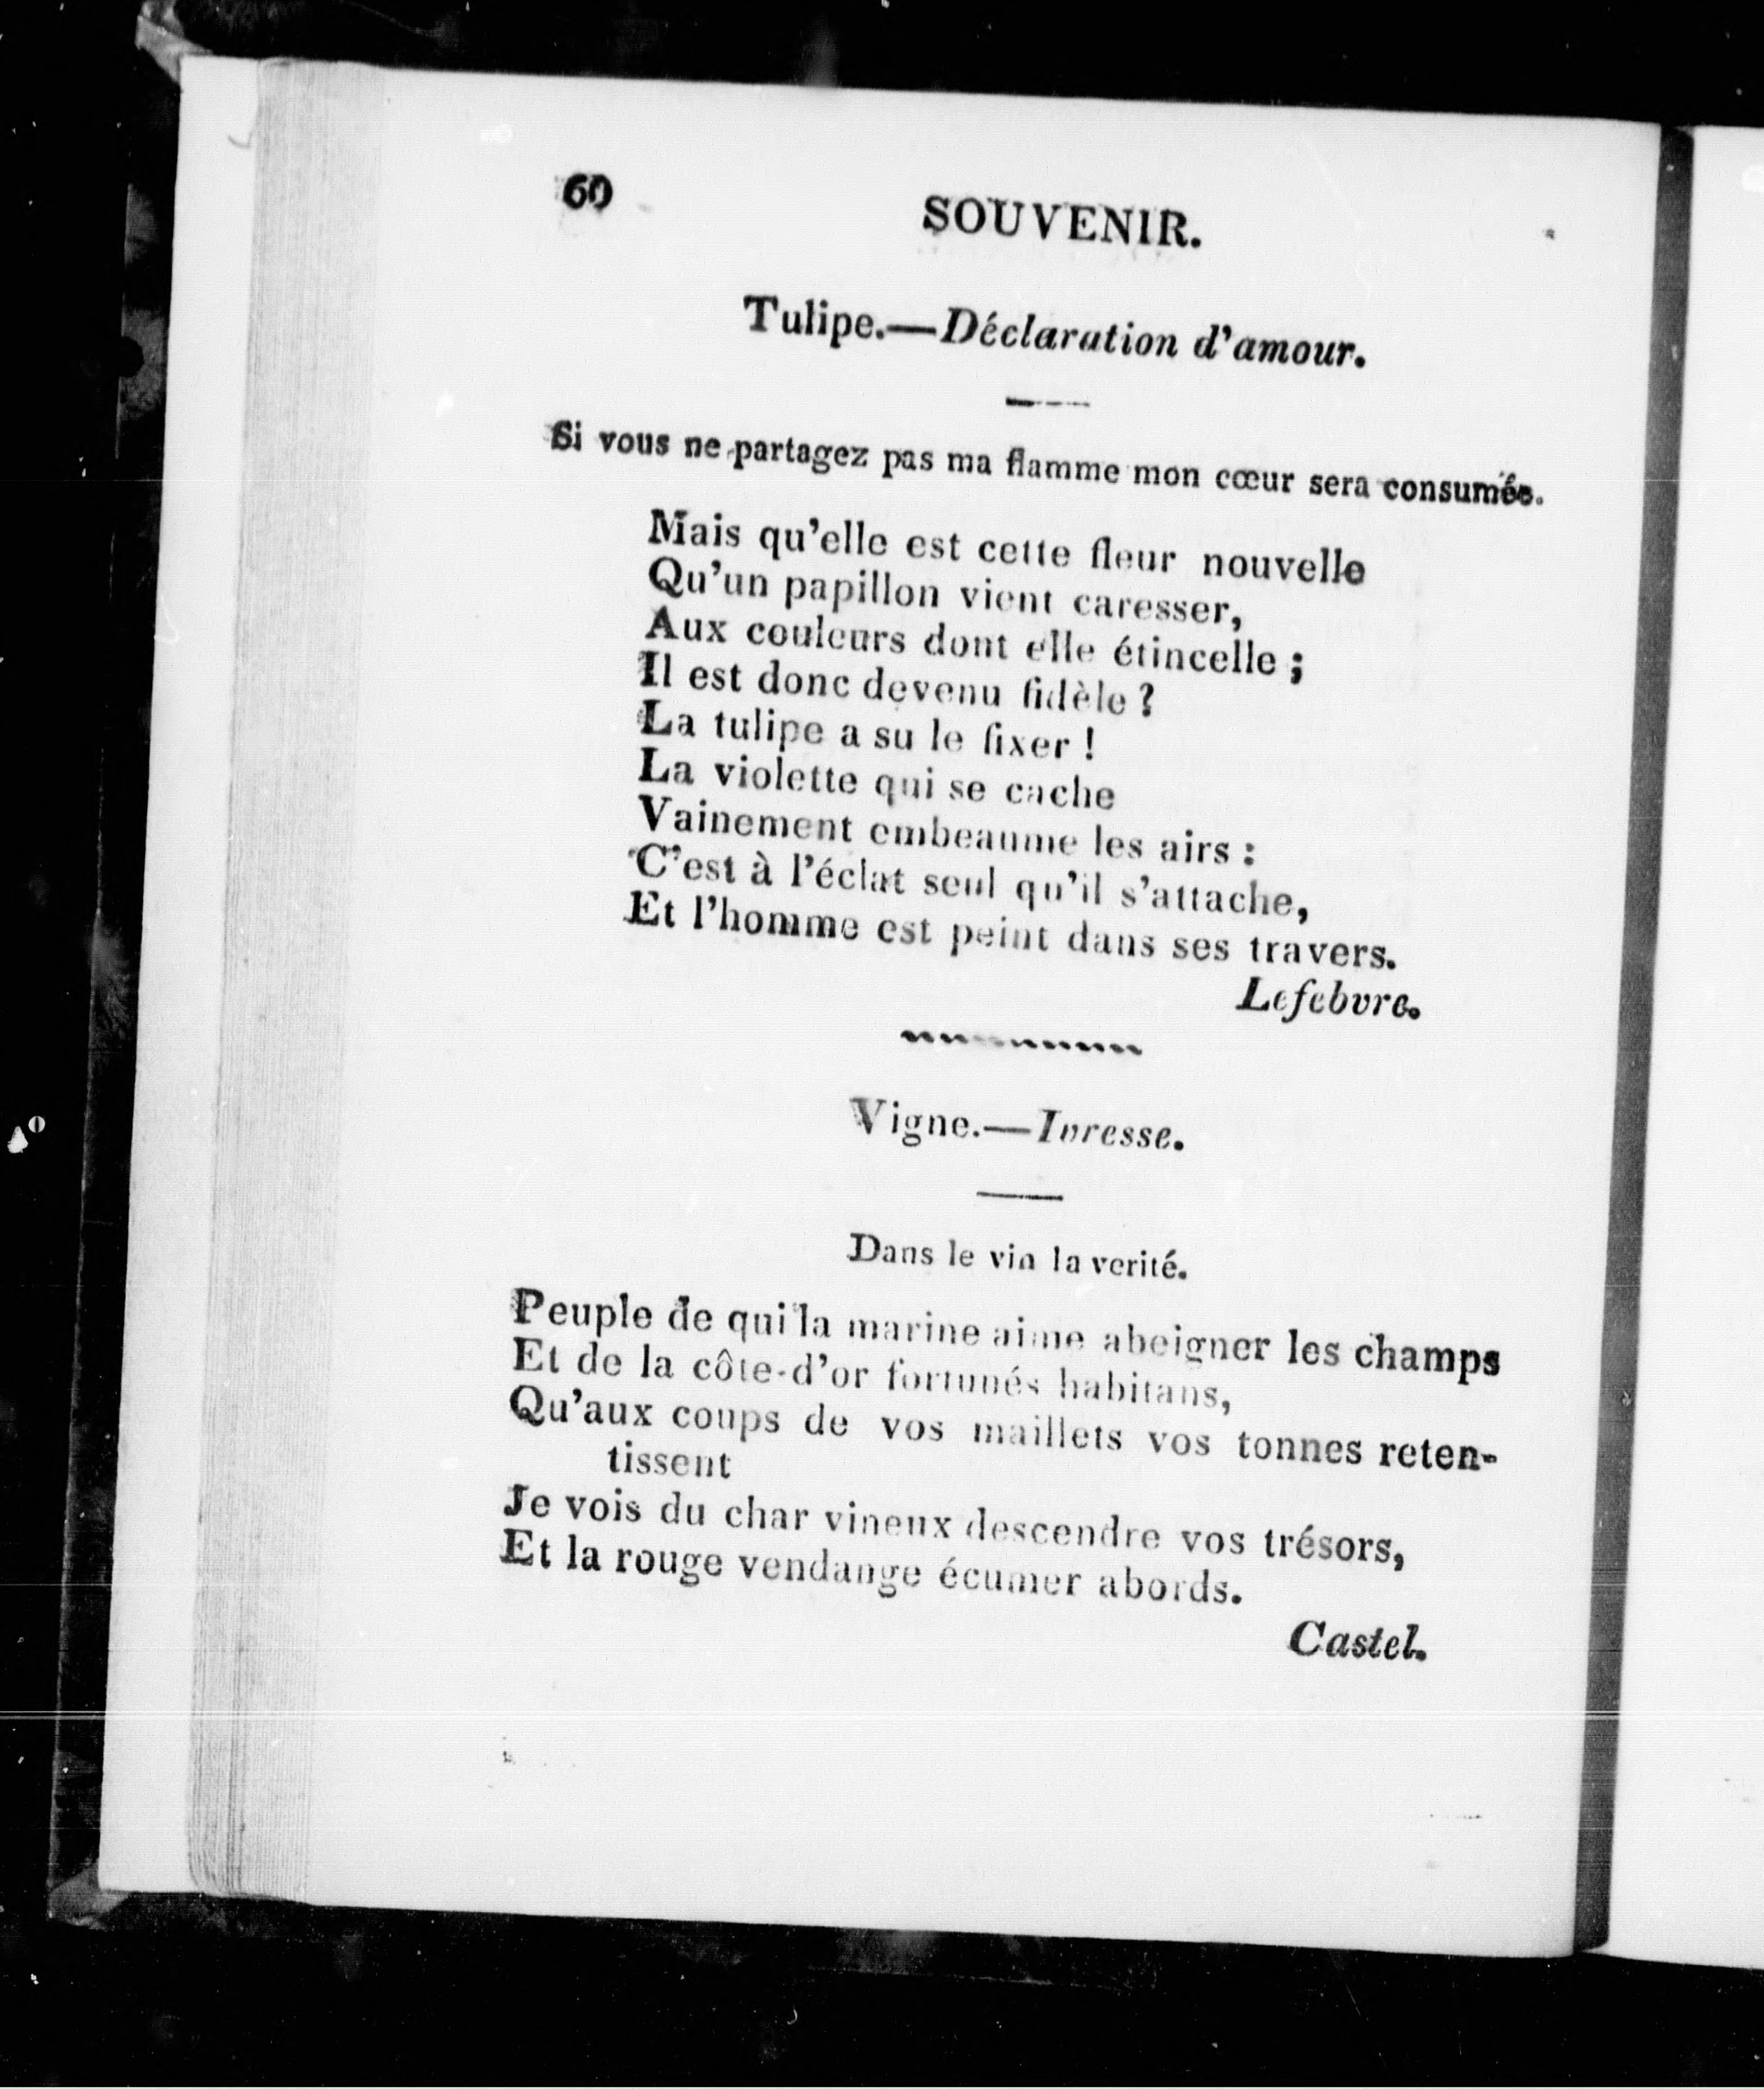 60
SOUVENIR.
Tulipe.—Déclaration d'amour.
Si vous ne partagez pas ma flamme mon cœur sera consumée.
Mais qu'elle est cette fleur nouvelle
Qu'un papillon vient caresser,
Aux couleurs dont elle étincelle ;
Il est donc devenu fidèle ?
La tulipe a su le fixer !
La violette qui se cache
Vainement embeaume les airs :
C'est à l'éclat seul qu'il s'attache,
Et l'homme est peint dans ses travers.
Lefebvre.
Vigne.—Ivresse.
Dans le vin la verité.
Peuple de qui la marine aime abeigner les champs
Et de la côte-d'or fortunés habitans,
Qu'aux coups de vos maillets vos tonnes reten-
tissent
Je vois du char vineux descendre vos trésors,
Et la rouge vendange écumer abords.
Castel.